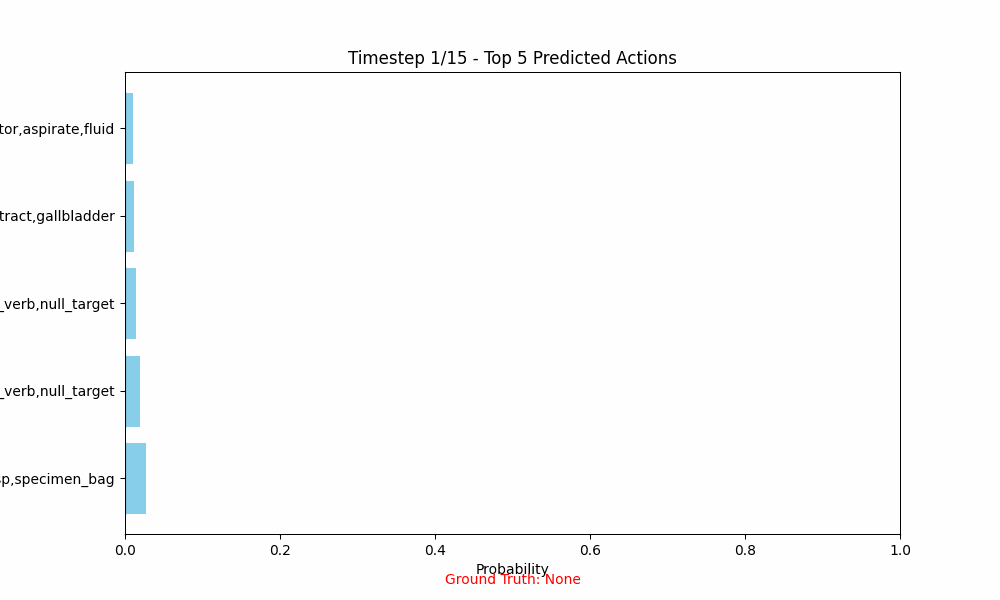 Timestep 1/15 - Top 5 Predicted Actions
tor,aspirate,fluid
tract,gallbladder
_verb,null_target
_verb,null_target
sp,specimen_bag
0.0 0.2 0.4 0.6 0.8 1.0
Probability
Ground Truth: None